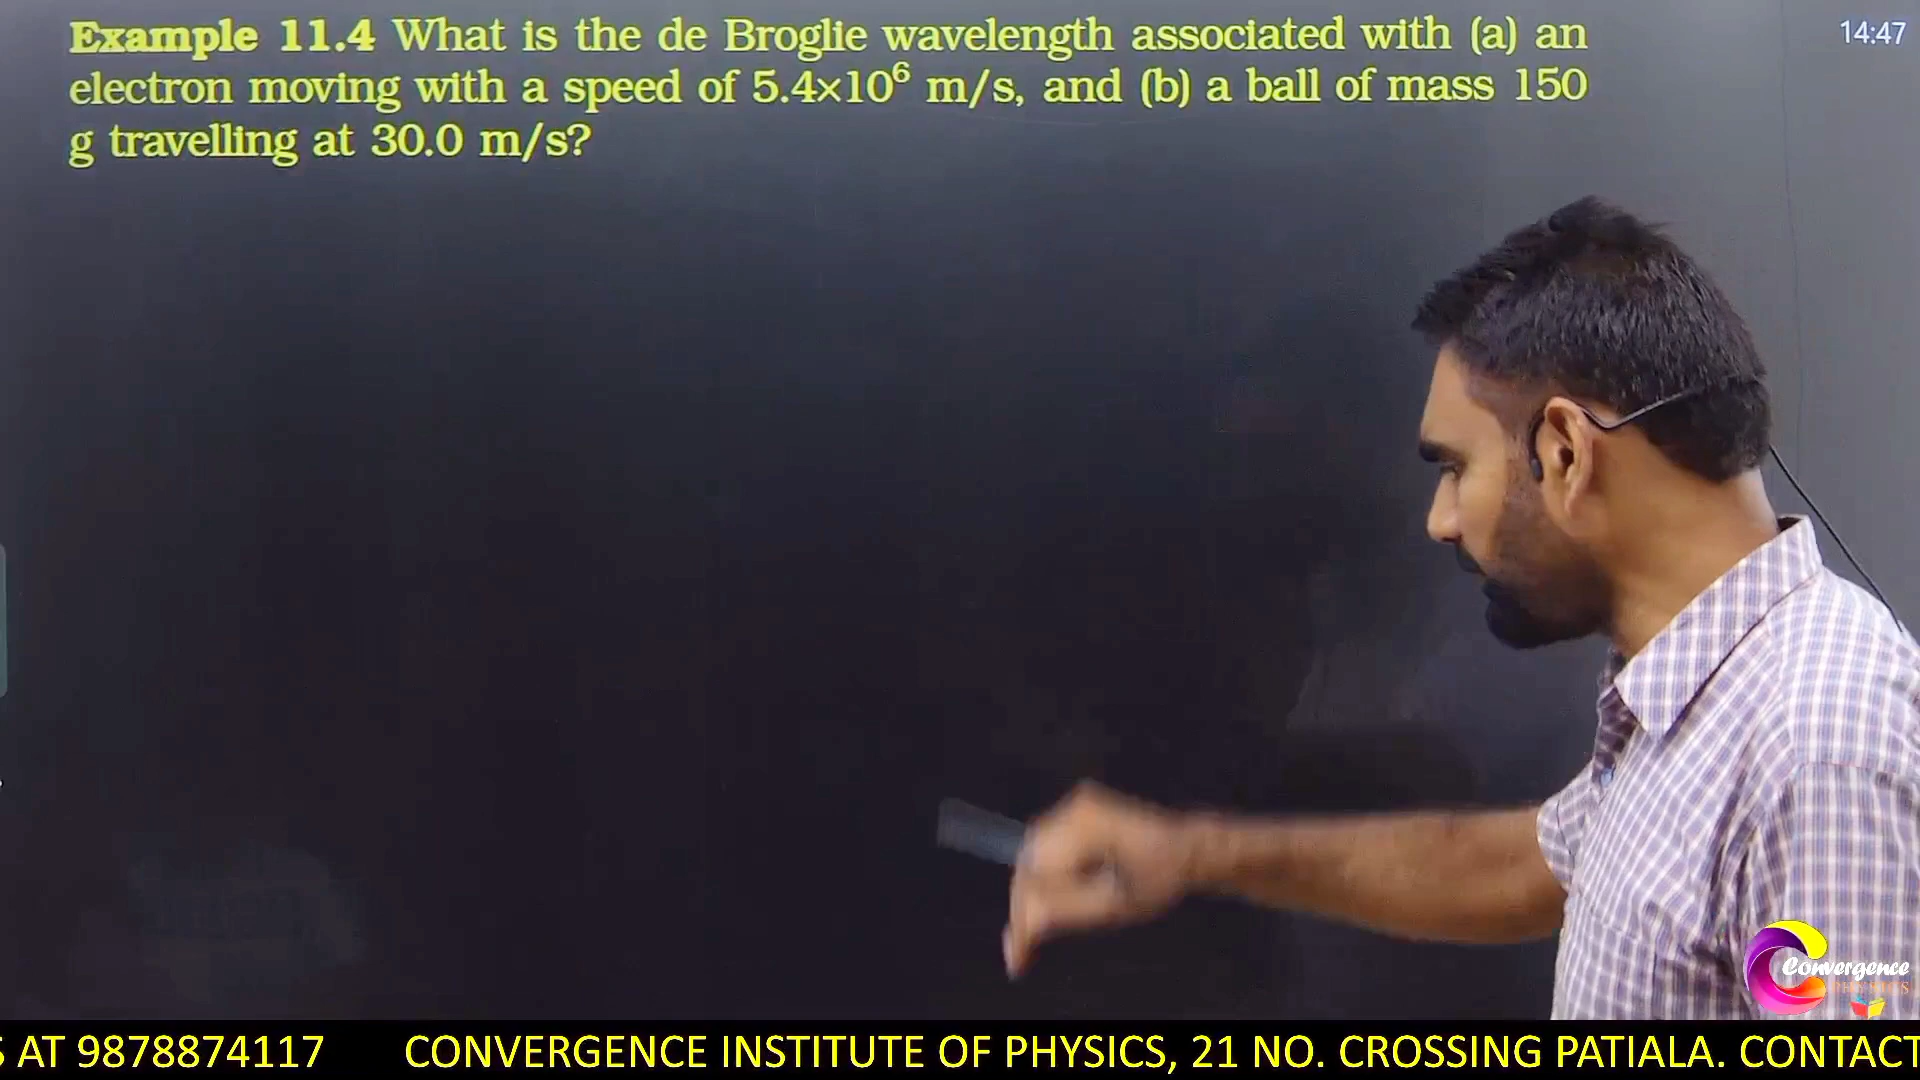 Example 11.4 What is the de Broglie wavelength associated with (a) an
electron moving with a speed of 5.4×10⁶ m/s, and (b) a ball of mass 150
g travelling at 30.0 m/s?
14:47
Convergence
PHYSICS
S AT 9878874117 CONVERGENCE INSTITUTE OF PHYSICS, 21 NO. CROSSING PATIALA. CONTACT